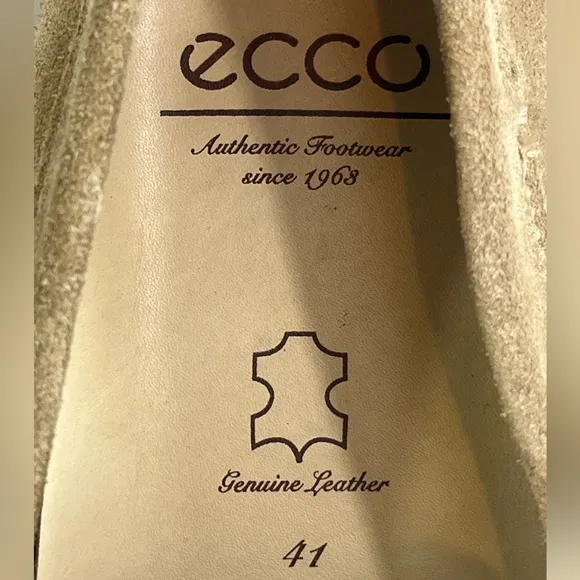 ecco
Authentic Footwear
since 1963
Genuine Leather
41